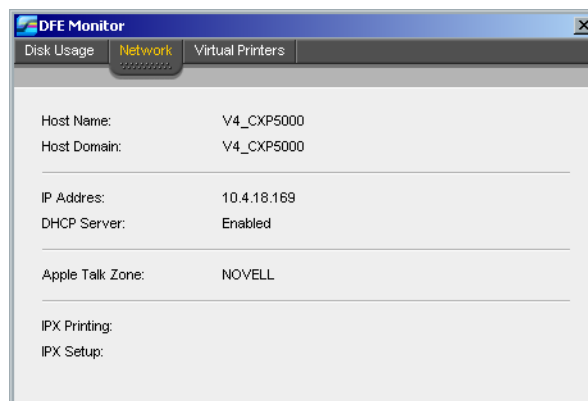 DFE Monitor
Disk Usage Network Virtual Printers
Host Name: V4_CXP5000
Host Domain: V4_CXP5000
IP Addres: 10.4.18.169
DHCP Server: Enabled
Apple Talk Zone: NOVELL
IPX Printing:
IPX Setup: